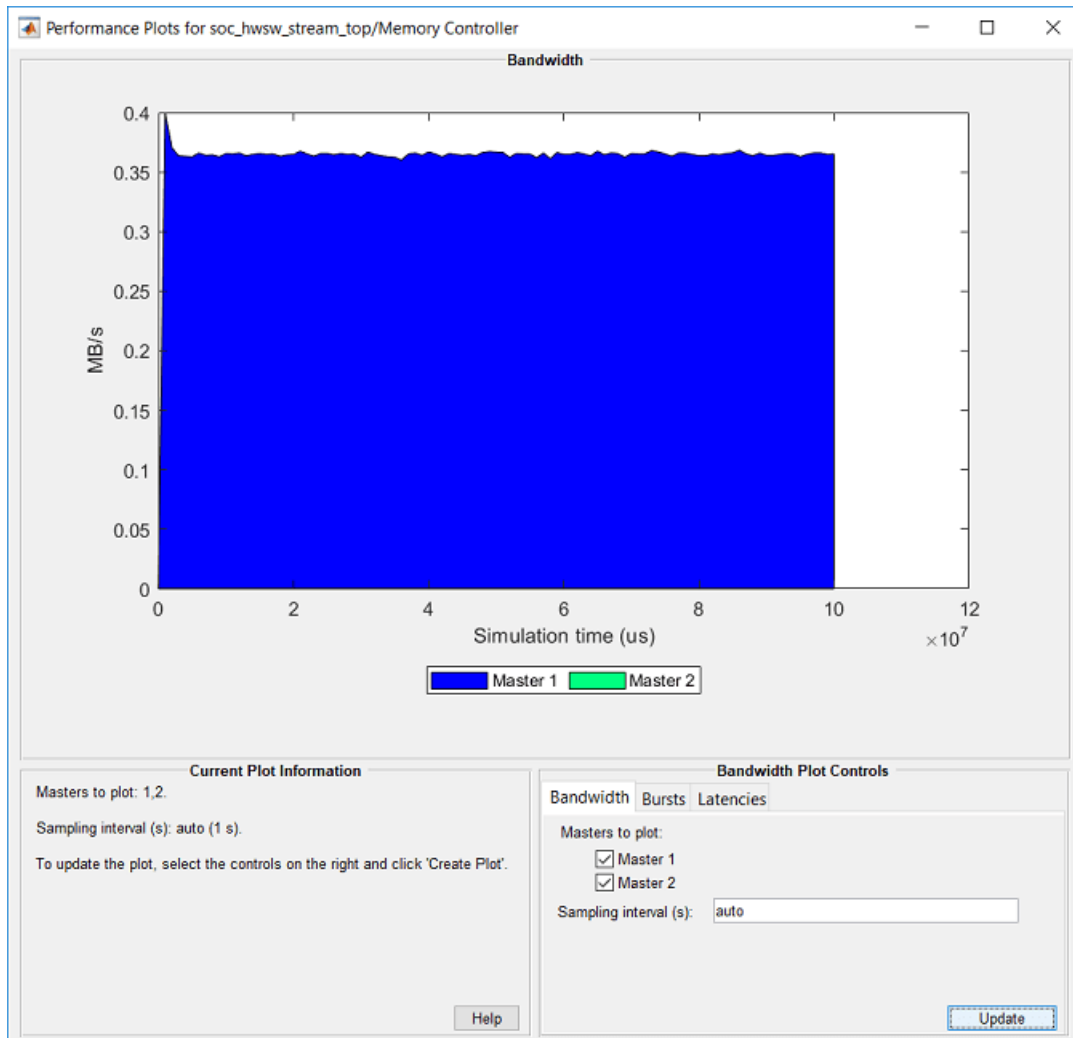 Performance Plots for soc_hwsw_stream_top/Memory Controller
Bandwidth
0.4
0.35
0.3
0.25
0.2
0.15
0.1
0.05
0
MB/s
0 2 4 6 8 10 12
×10⁷
Simulation time (us)
Master 1 Master 2
Current Plot Information
Masters to plot: 1,2.
Sampling interval (s): auto (1 s).
To update the plot, select the controls on the right and click 'Create Plot'.
Help
Bandwidth Plot Controls
Bandwidth Bursts Latencies
Masters to plot:
Master 1
Master 2
Sampling interval (s): auto
Update